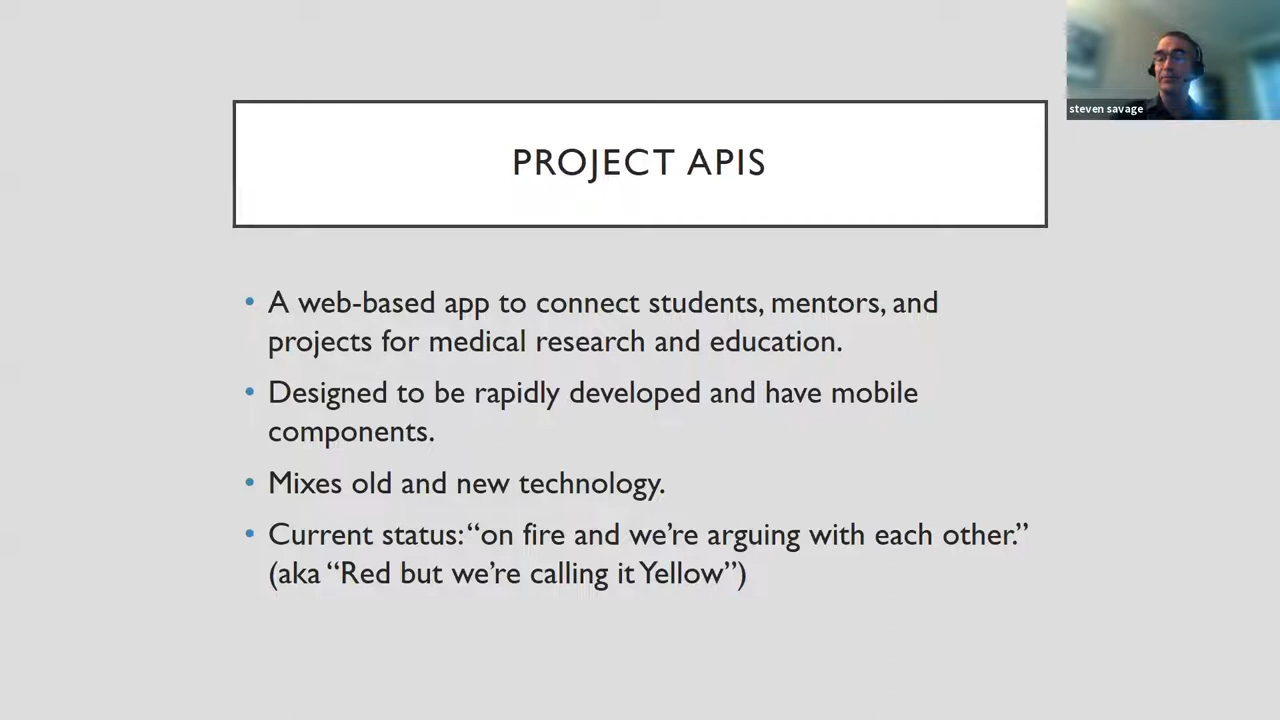 steven savage
PROJECT APIS
• A web-based app to connect students, mentors, and
projects for medical research and education.
• Designed to be rapidly developed and have mobile
components.
• Mixes old and new technology.
• Current status: “on fire and we’re arguing with each other.”
(aka “Red but we’re calling it Yellow”)